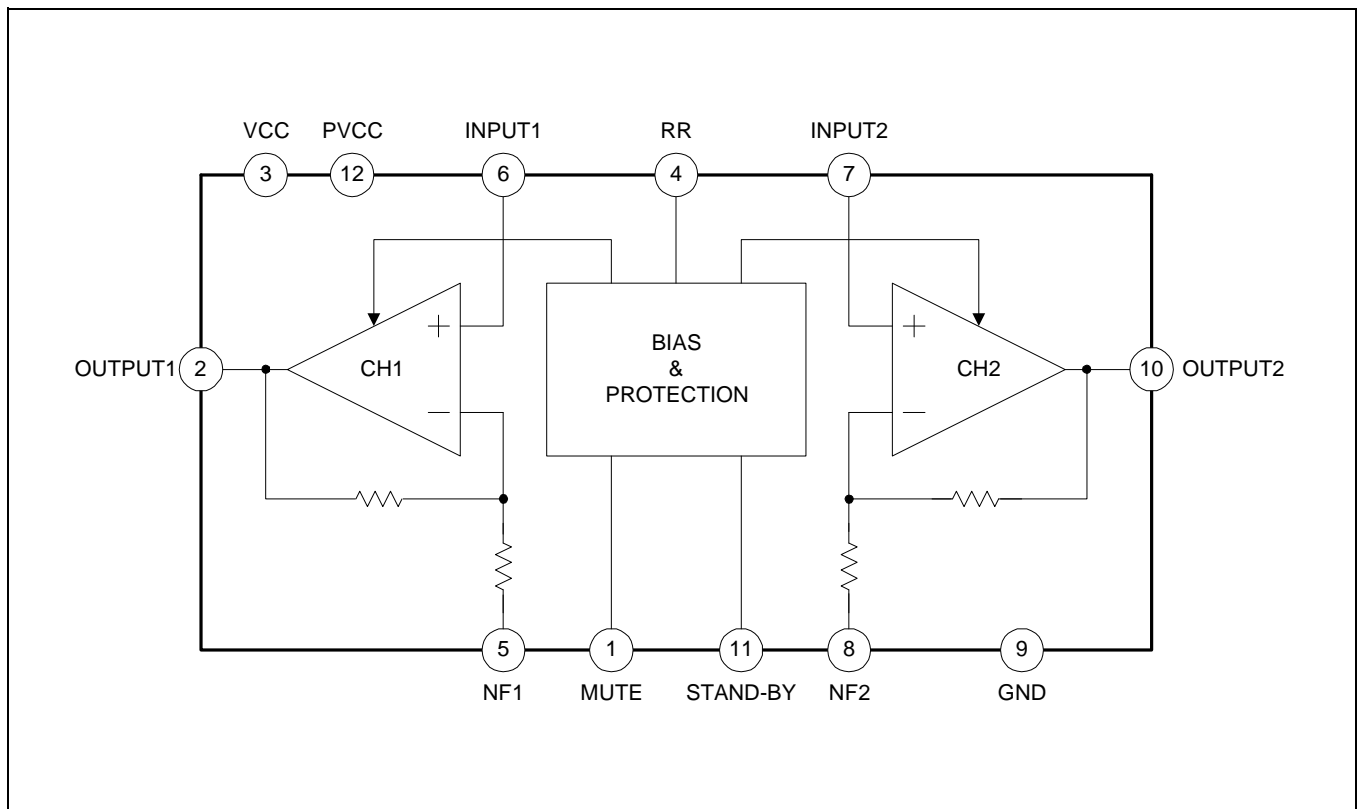 VCC PVCC INPUT1 RR INPUT2
3 12 6 4 7
+ BIAS +
OUTPUT1 2 CH1 & CH2 10 OUTPUT2
− PROTECTION −
5 1 11 8 9
NF1 MUTE STAND-BY NF2 GND